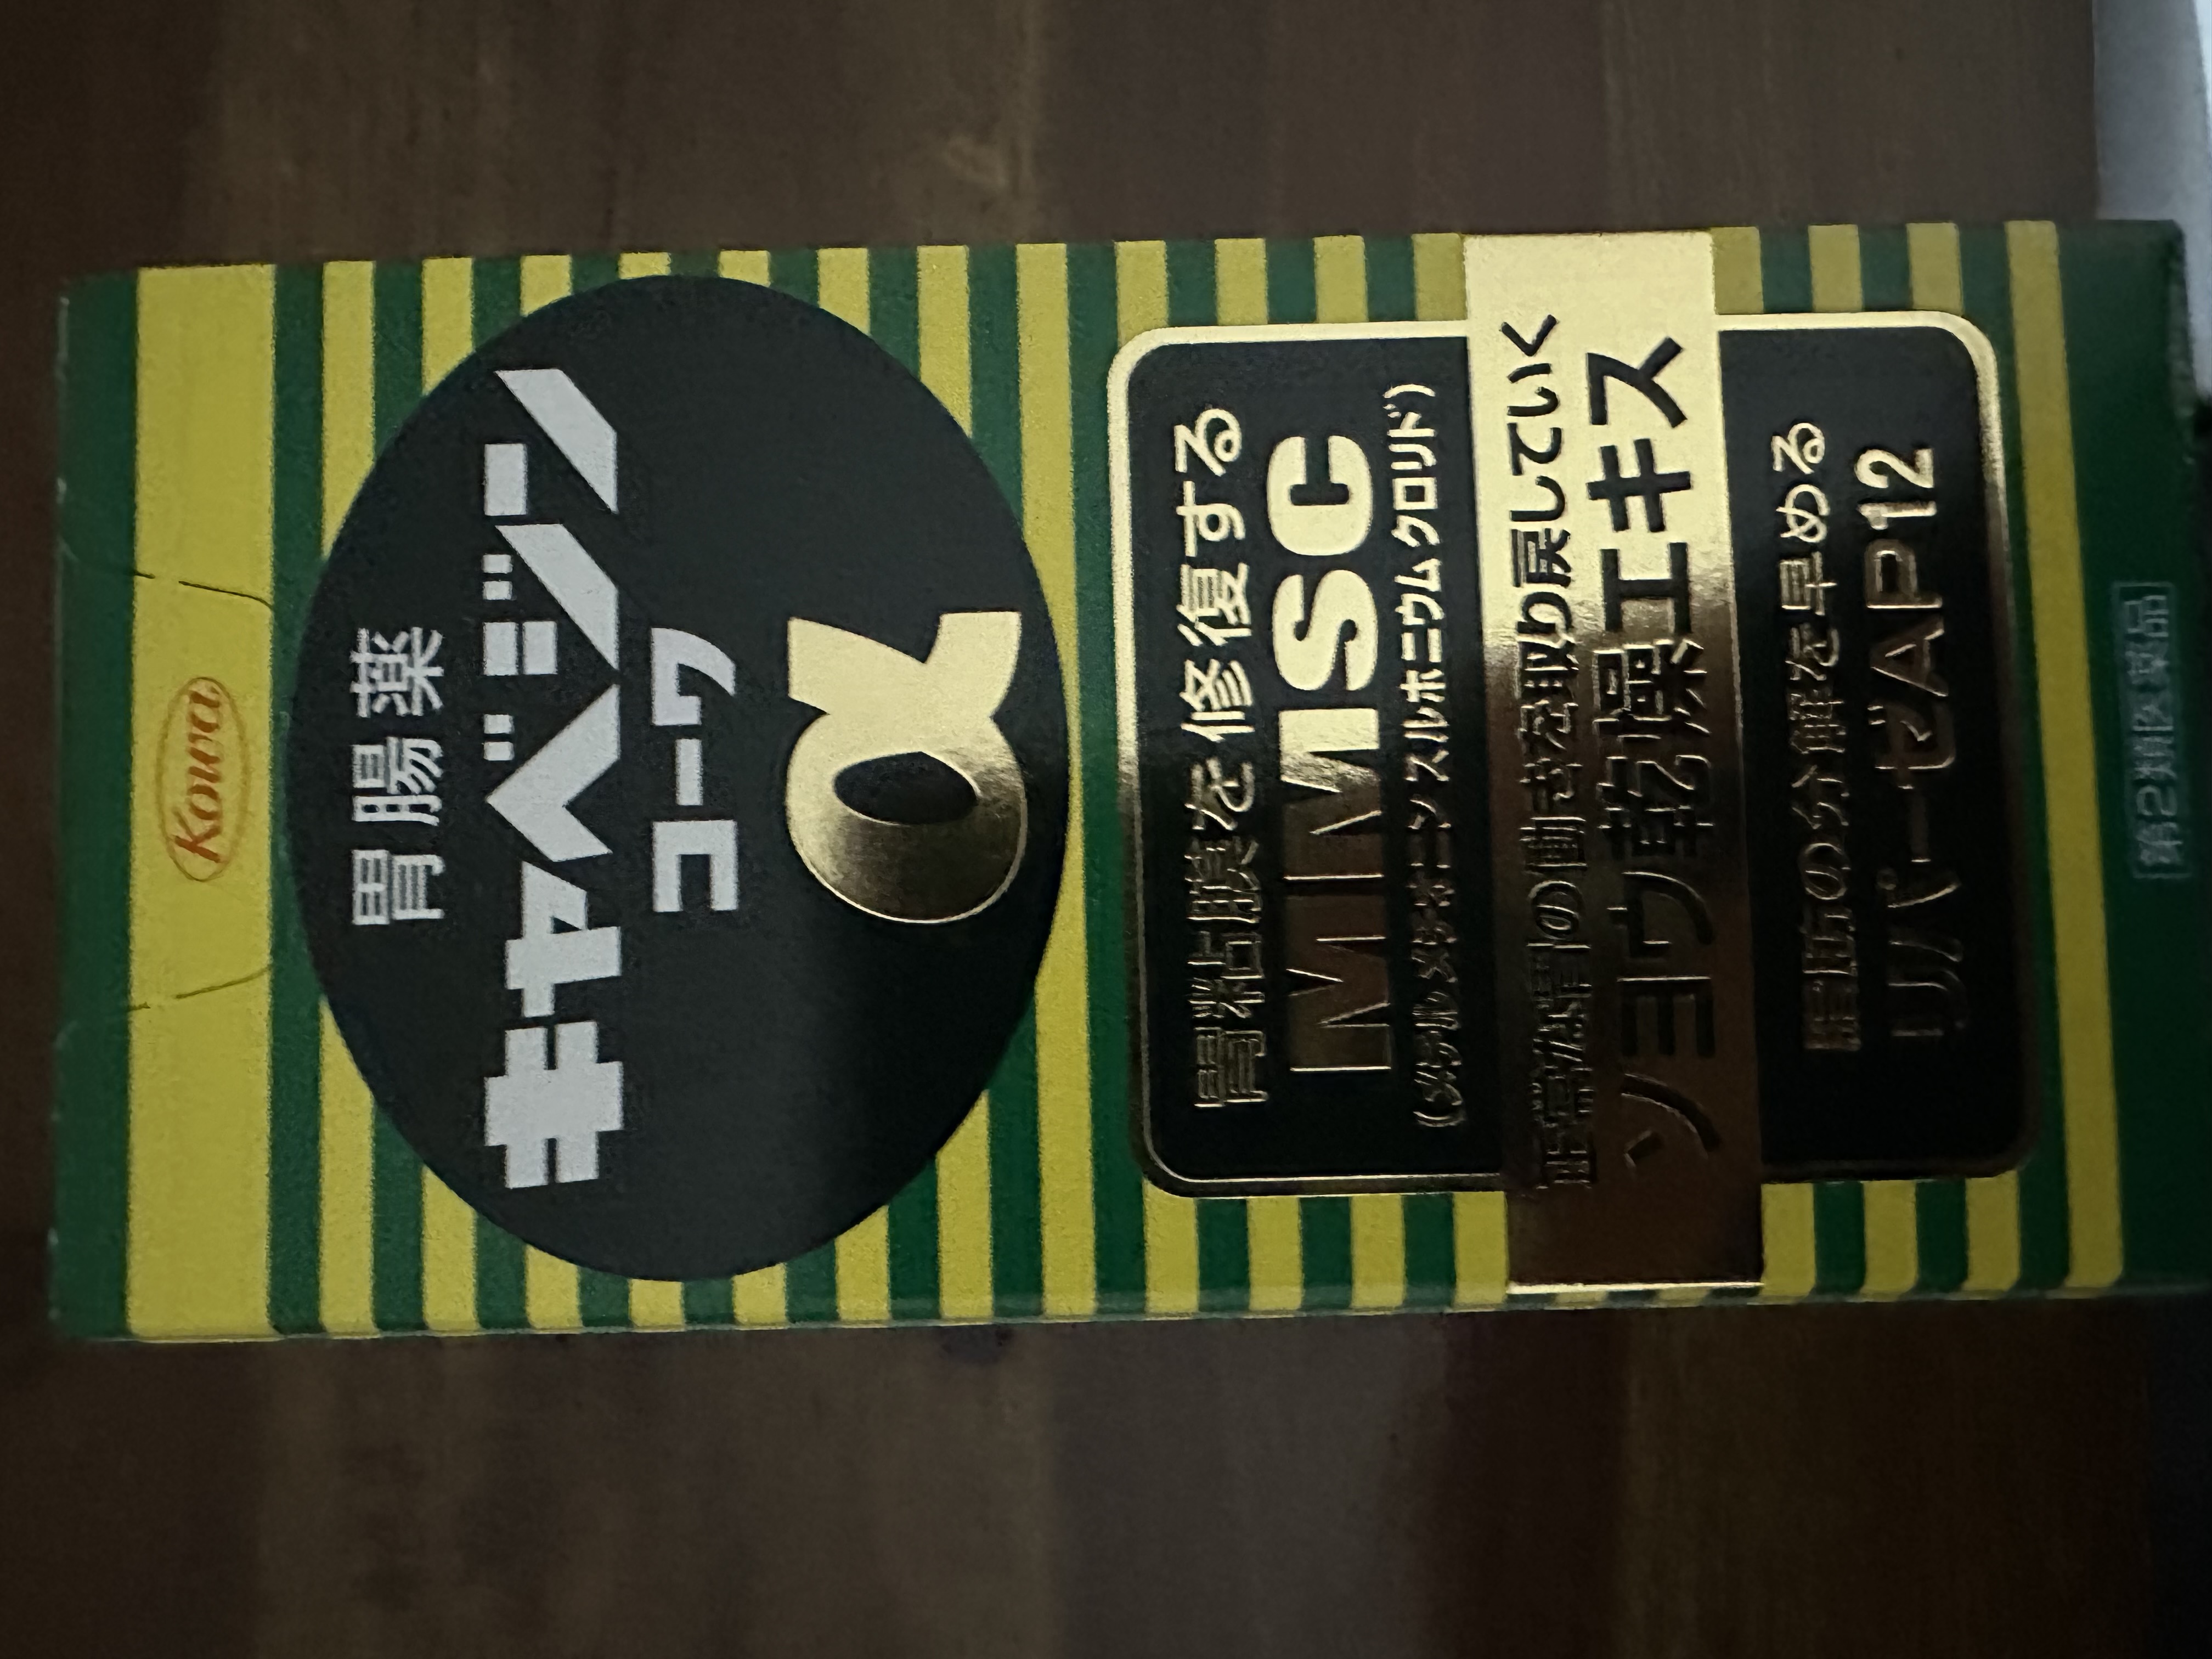 Kowa
胃腸薬
キャベジン
コーワ
α
胃粘膜を修復する
MMSC
(メチルメチオニンスルホニウムクロリド)
正常な胃の動きを取り戻していく
ソヨウ乾燥エキス
脂肪の分解を早める
リパーゼAP12
第2類医薬品